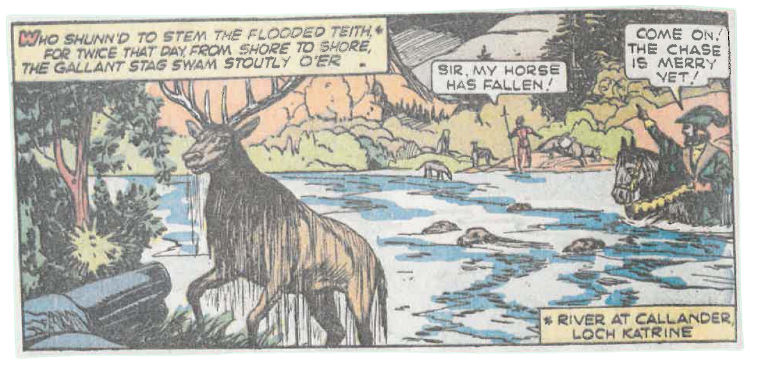 WHO SHUNN'D TO STEM THE FLOODED TEITH,*
FOR TWICE THAT DAY, FROM SHORE TO SHORE,
THE GALLANT STAG SWAM STOUTLY O'ER .
SIR, MY HORSE
HAS FALLEN!
COME ON!
THE CHASE
IS MERRY
YET!
* RIVER AT CALLANDER,
LOCH KATRINE